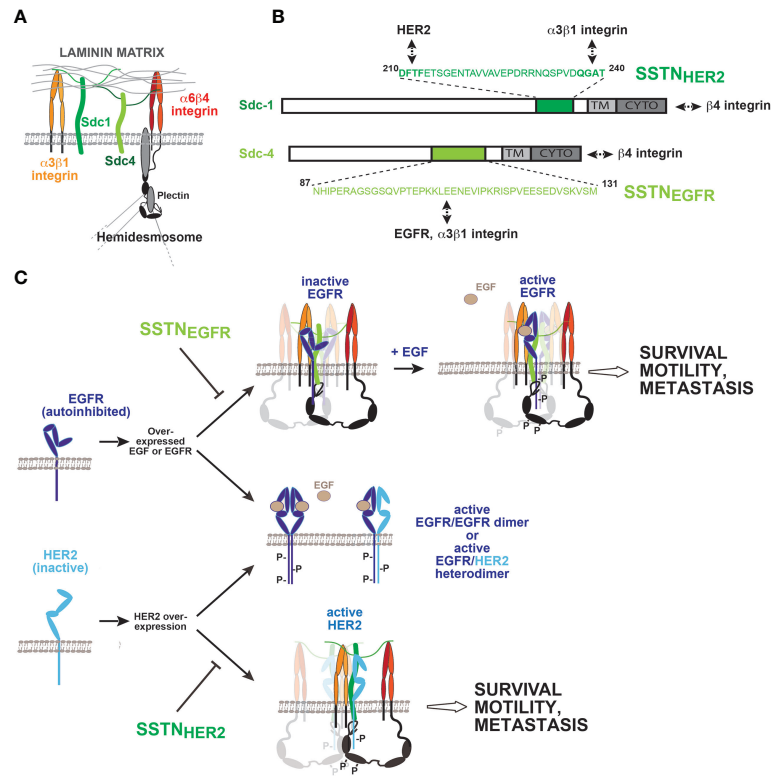 A
LAMININ MATRIX
α6β4
integrin
Sdc1
Sdc4
α3β1
integrin
Plectin
Hemidesmosome
B
HER2
α3β1
integrin
210 DFTFETSGENTAVVAVEPDRRNQSPVDQGAT 240
SSTNHER2
Sdc-1
TM
CYTO
β4 integrin
Sdc-4
TM
CYTO
β4 integrin
87
131
NHIPERAGSGSQVPTEPKKLEENEVIPKRISPVEESEDVSKVSM
SSTNEGFR
EGFR, α3β1 integrin
C
SSTNEGFR
inactive
EGFR
active
EGFR
EGF
+ EGF
-P
-P
P
P
P
SURVIVAL
MOTILITY,
METASTASIS
EGFR
(autoinhibited)
Over-
expressed
EGF or EGFR
EGF
P-
-P
P-
P-
-P
active
EGFR/EGFR dimer
or
active
EGFR/HER2
heterodimer
HER2
(inactive)
HER2 over-
expression
active
HER2
P-
-P
P
P
SSTNHER2
SURVIVAL
MOTILITY,
METASTASIS